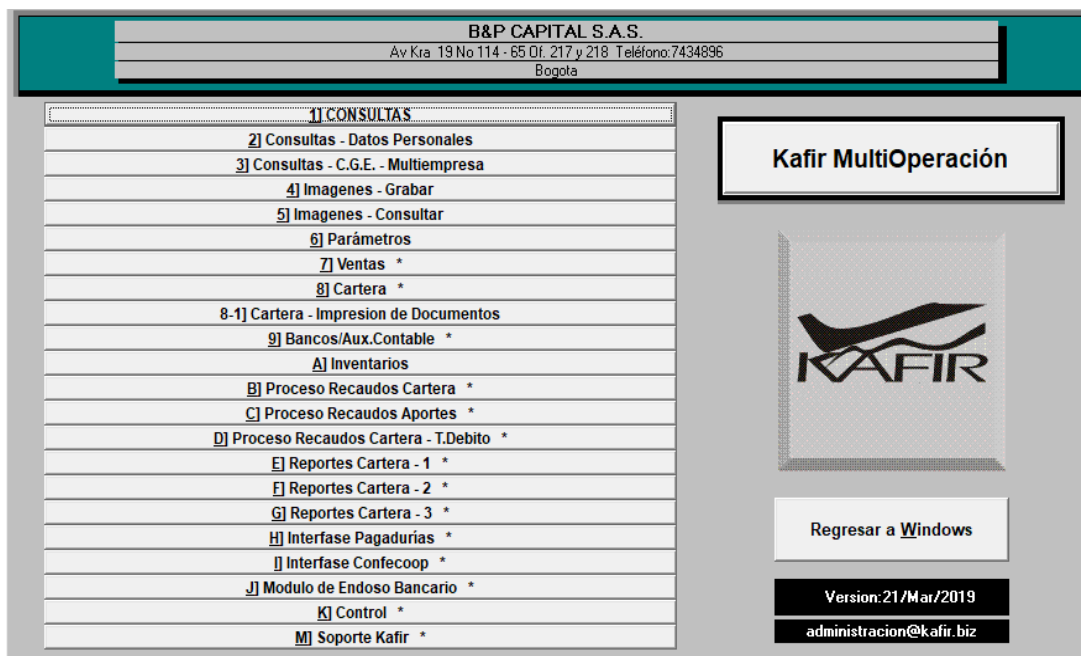 B&P CAPITAL S.A.S.
Av Kra 19 No 114 - 65 Of. 217 y 218 Teléfono:7434896
Bogota
1] CONSULTAS
2] Consultas - Datos Personales
3] Consultas - C.G.E. - Multiempresa
4] Imagenes - Grabar
5] Imagenes - Consultar
6] Parámetros
7] Ventas *
8] Cartera *
8-1] Cartera - Impresion de Documentos
9] Bancos/Aux.Contable *
A] Inventarios
B] Proceso Recaudos Cartera *
C] Proceso Recaudos Aportes *
D] Proceso Recaudos Cartera - T.Debito *
E] Reportes Cartera - 1 *
F] Reportes Cartera - 2 *
G] Reportes Cartera - 3 *
H] Interfase Pagadurías *
I] Interfase Confecoop *
J] Modulo de Endoso Bancario *
K] Control *
M] Soporte Kafir *
Kafir MultiOperación
KAFIR
Regresar a Windows
Version:21/Mar/2019
administracion@kafir.biz